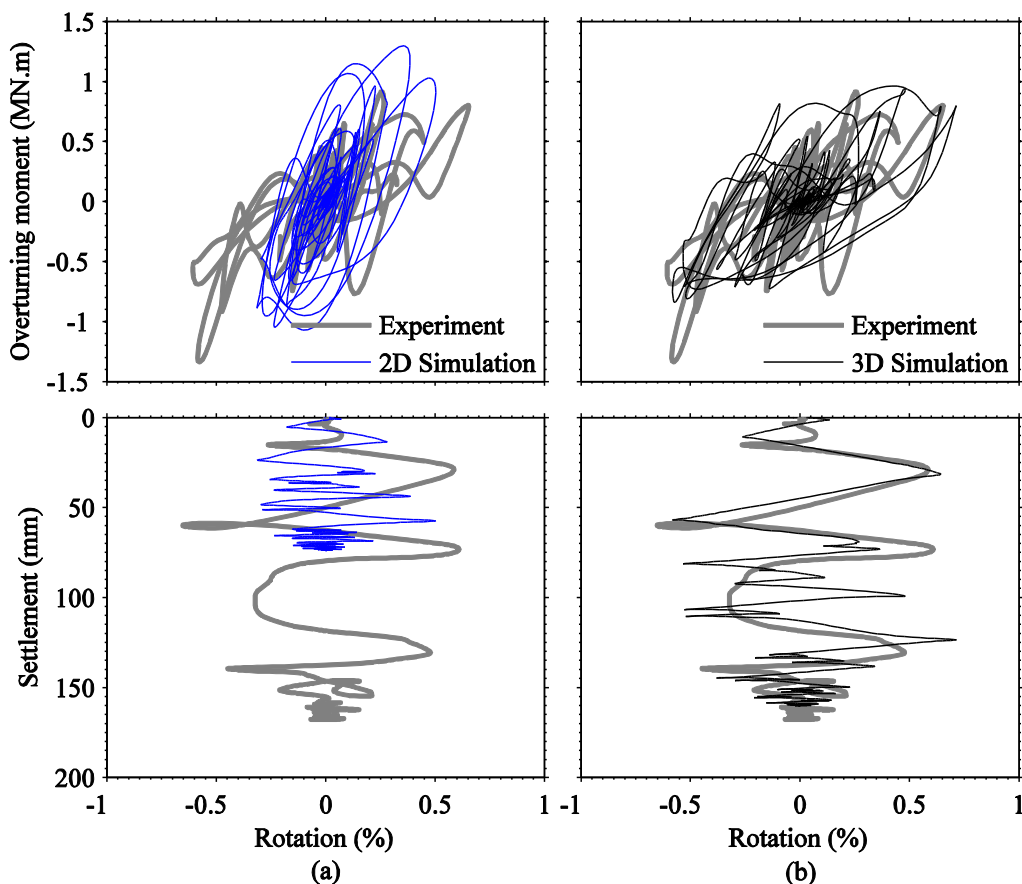 Overturning moment (MN.m)
1.5
1
0.5
0
-0.5
-1
-1.5
Experiment
2D Simulation
Experiment
3D Simulation
Settlement (mm)
0
50
100
150
200
-1 -0.5 0 0.5 1
-1 -0.5 0 0.5 1
Rotation (%)
Rotation (%)
(a)
(b)